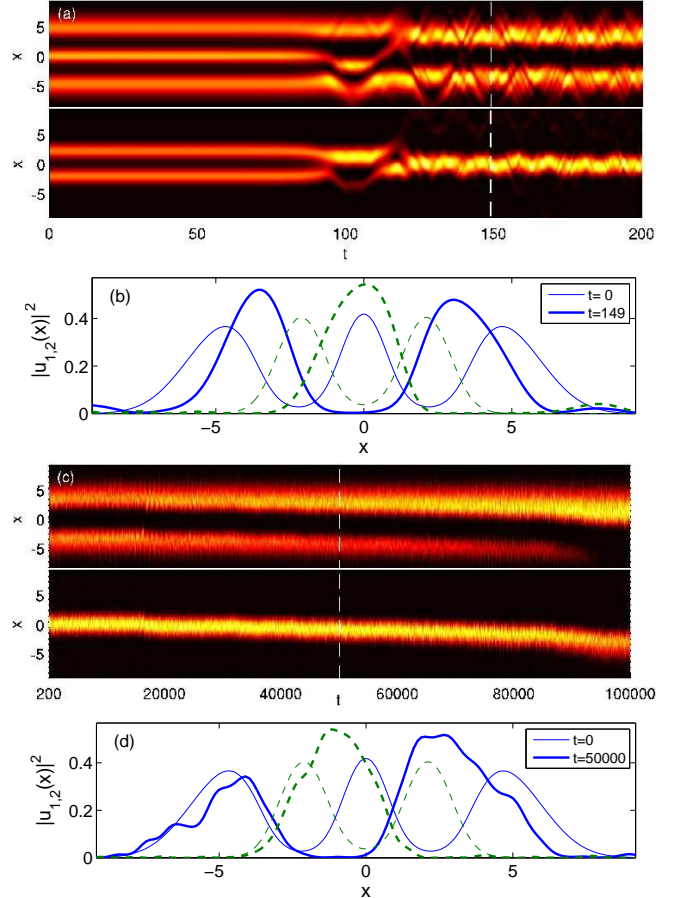 (a)
5
0
-5
x
5
0
-5
x
0 50 100 150 200
t
(b)
t= 0
t=149
0.4
0.2
0
|u1,2(x)|²
-5 0 5
x
(c)
5
0
-5
x
5
0
-5
x
200 20000 40000 60000 80000 100000
t
(d)
t=0
t=50000
0.4
0.2
0
|u1,2(x)|²
-5 0 5
x